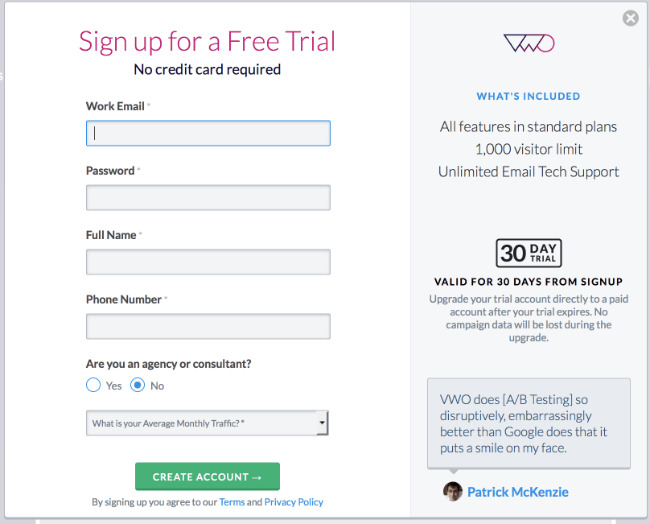 Sign up for a Free Trial
No credit card required
Work Email *
Password *
Full Name *
Phone Number *
Are you an agency or consultant?
Yes No
What is your Average Monthly Traffic?*
CREATE ACCOUNT →
By signing up you agree to our Terms and Privacy Policy
VWO
WHAT'S INCLUDED
All features in standard plans
1,000 visitor limit
Unlimited Email Tech Support
30 DAY TRIAL
VALID FOR 30 DAYS FROM SIGNUP
Upgrade your trial account directly to a paid
account after your trial expires. No
campaign data will be lost during the
upgrade.
VWO does [A/B Testing] so
disruptively, embarrassingly
better than Google does that it
puts a smile on my face.
Patrick McKenzie